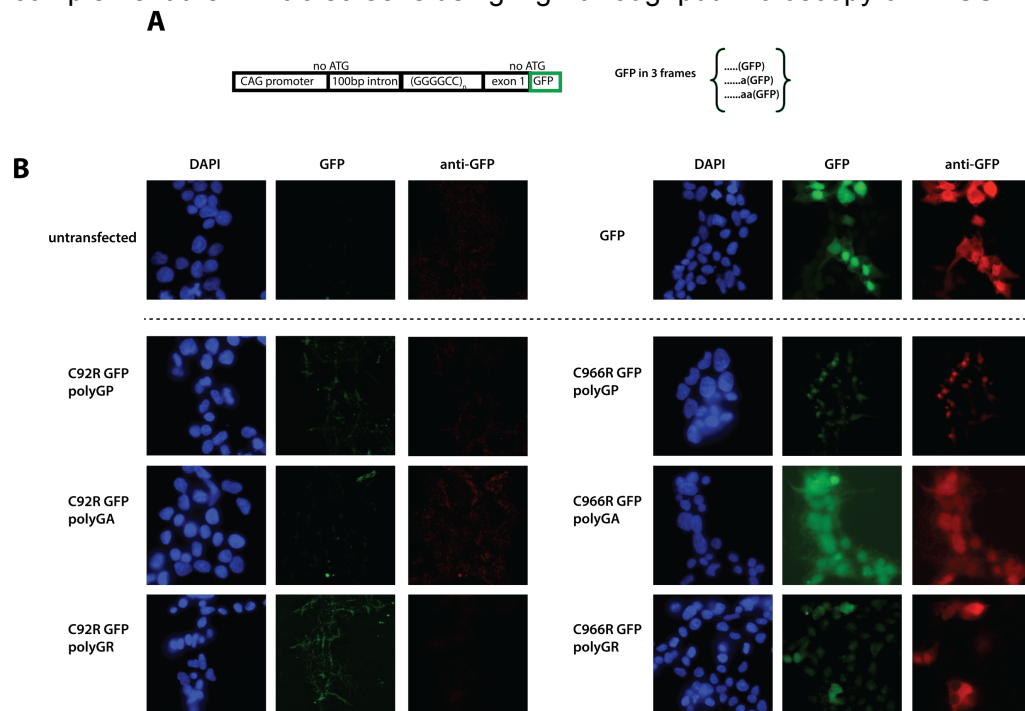 A
no ATG no ATG
CAG promoter 100bp intron (GGGGCC)n exon 1 GFP
GFP in 3 frames
.....(GFP)
......a(GFP)
......aa(GFP)
B
DAPI GFP anti-GFP DAPI GFP anti-GFP
untransfected GFP
C92R GFP
polyGP
C966R GFP
polyGP
C92R GFP
polyGA
C966R GFP
polyGA
C92R GFP
polyGR
C966R GFP
polyGR